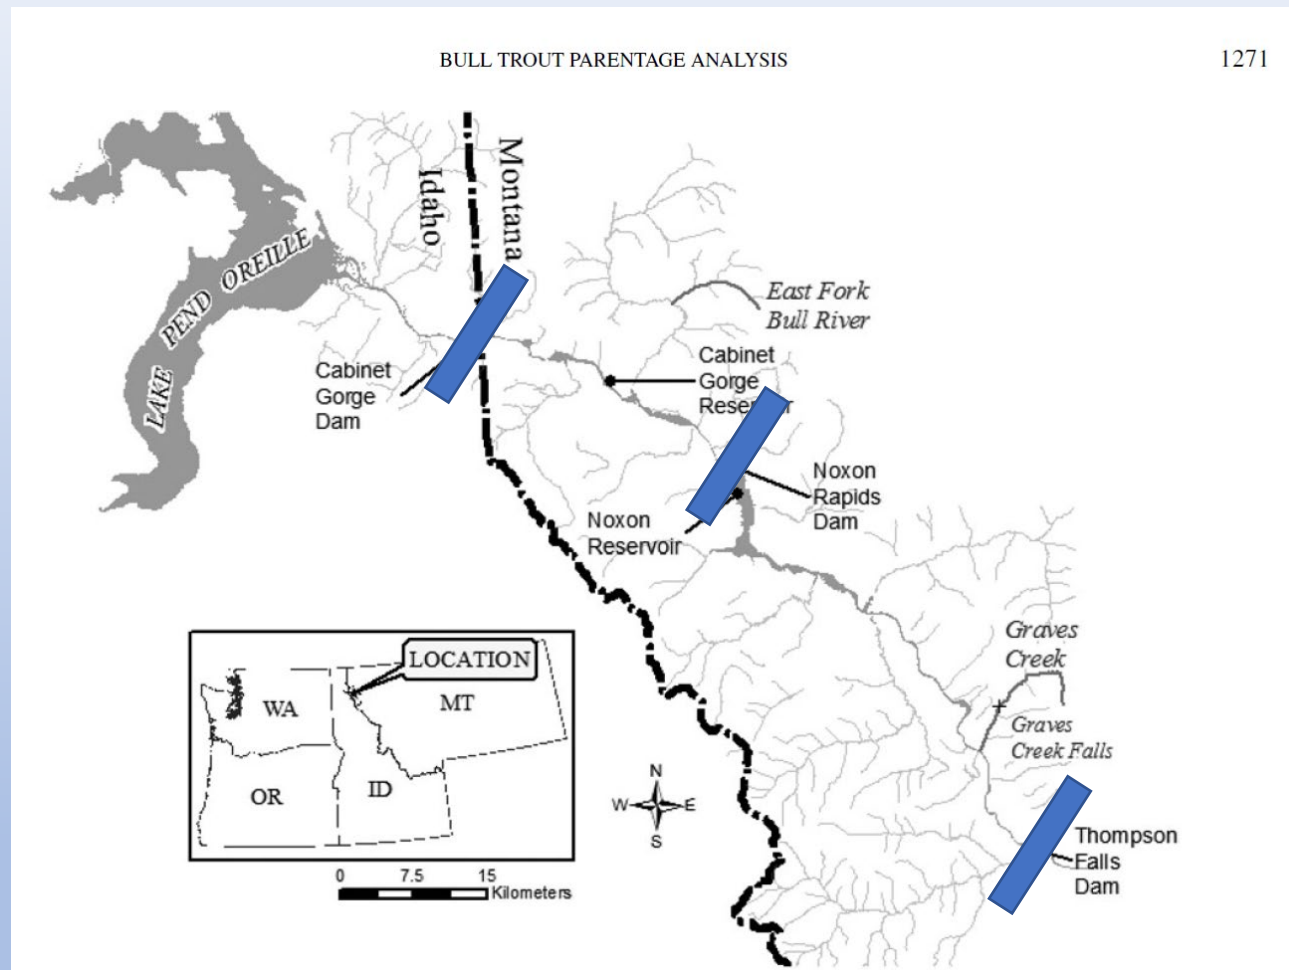 BULL TROUT PARENTAGE ANALYSIS
1271
Montana
Idaho
LAKE PEND OREILLE
East Fork
Bull River
Cabinet
Gorge
Dam
Cabinet
Gorge
Noxon
Rapids
Dam
Noxon
Reservoir
Graves
Creek
Graves
Creek Falls
LOCATION
WA
MT
OR
ID
N
W
E
S
0
7.5
15
Kilometers
Thompson
Falls
Dam